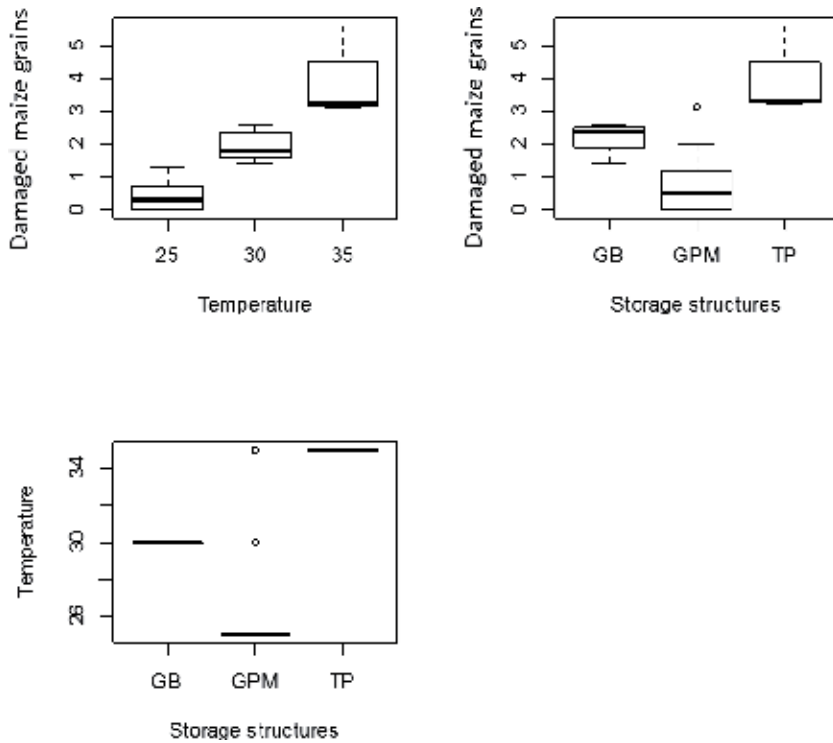 Damaged maize grains
5
4
3
2
1
0
25 30 35
Temperature
Damaged maize grains
5
4
3
2
1
0
GB GPM TP
Storage structures
Temperature
34
30
26
GB GPM TP
Storage structures